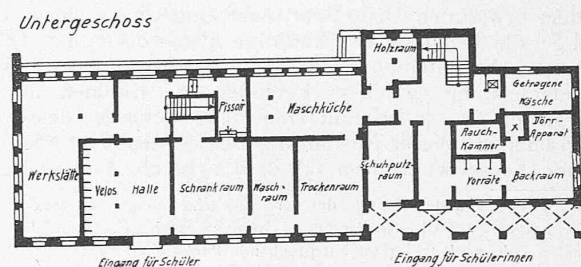 Untergeschoss
Holzraum
Getragene
Wäsche
Pissoir
Waschküche
Dörr-
Apparat
Rauch-
Kammer
Werkstätte
Velos
Halle
Schrankraum
Wasch-
raum
Trockenraum
Schuhputz-
raum
Vorräte
Backraum
Eingang für Schüler
Eingang für Schülerinnen